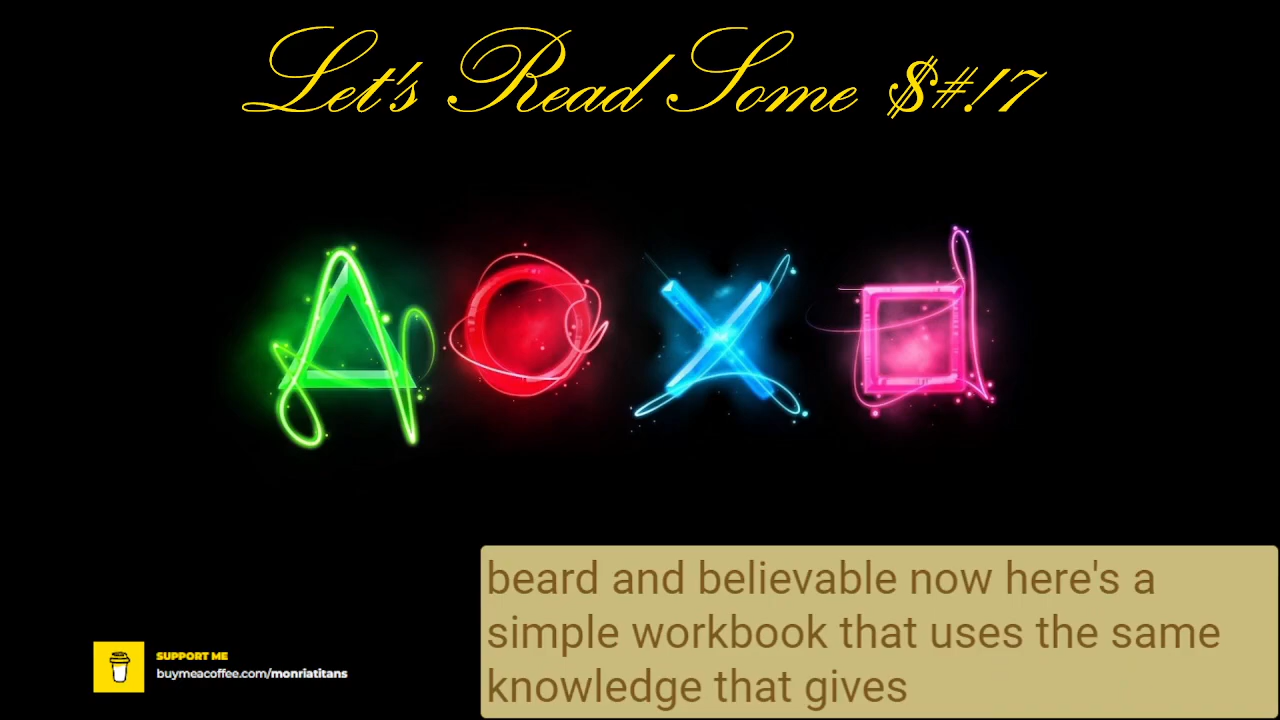 Let's Read Some $#!7
A O X d
beard and believable now here's a
simple workbook that uses the same
knowledge that gives
SUPPORT ME
buymeacoffee.com/monriatitans